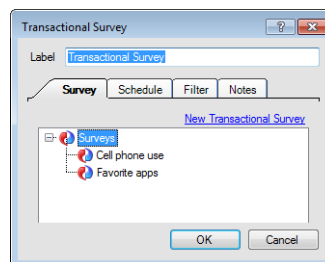 Transactional Survey
Label Transactional Survey
Survey Schedule Filter Notes
New Transactional Survey
Surveys
Cell phone use
Favorite apps
OK Cancel